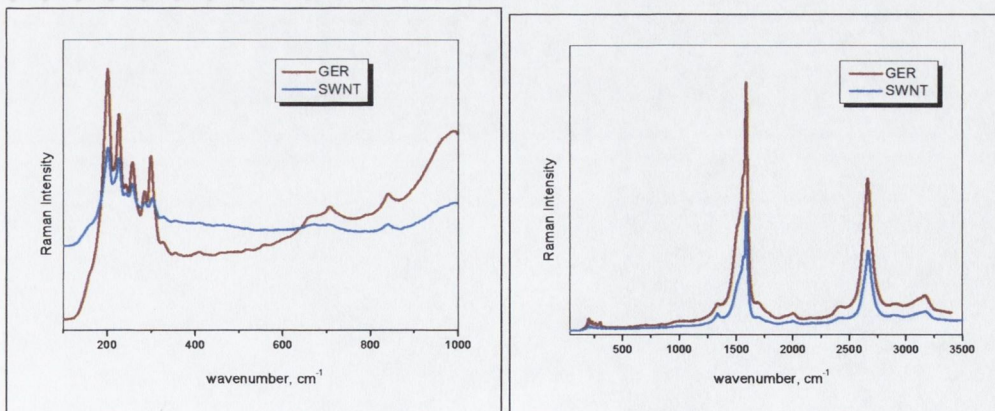 GER
SWNT
Raman Intensity
200 400 600 800 1000
wavenumber, cm-1
GER
SWNT
Raman Intensity
500 1000 1500 2000 2500 3000 3500
wavenumber, cm-1